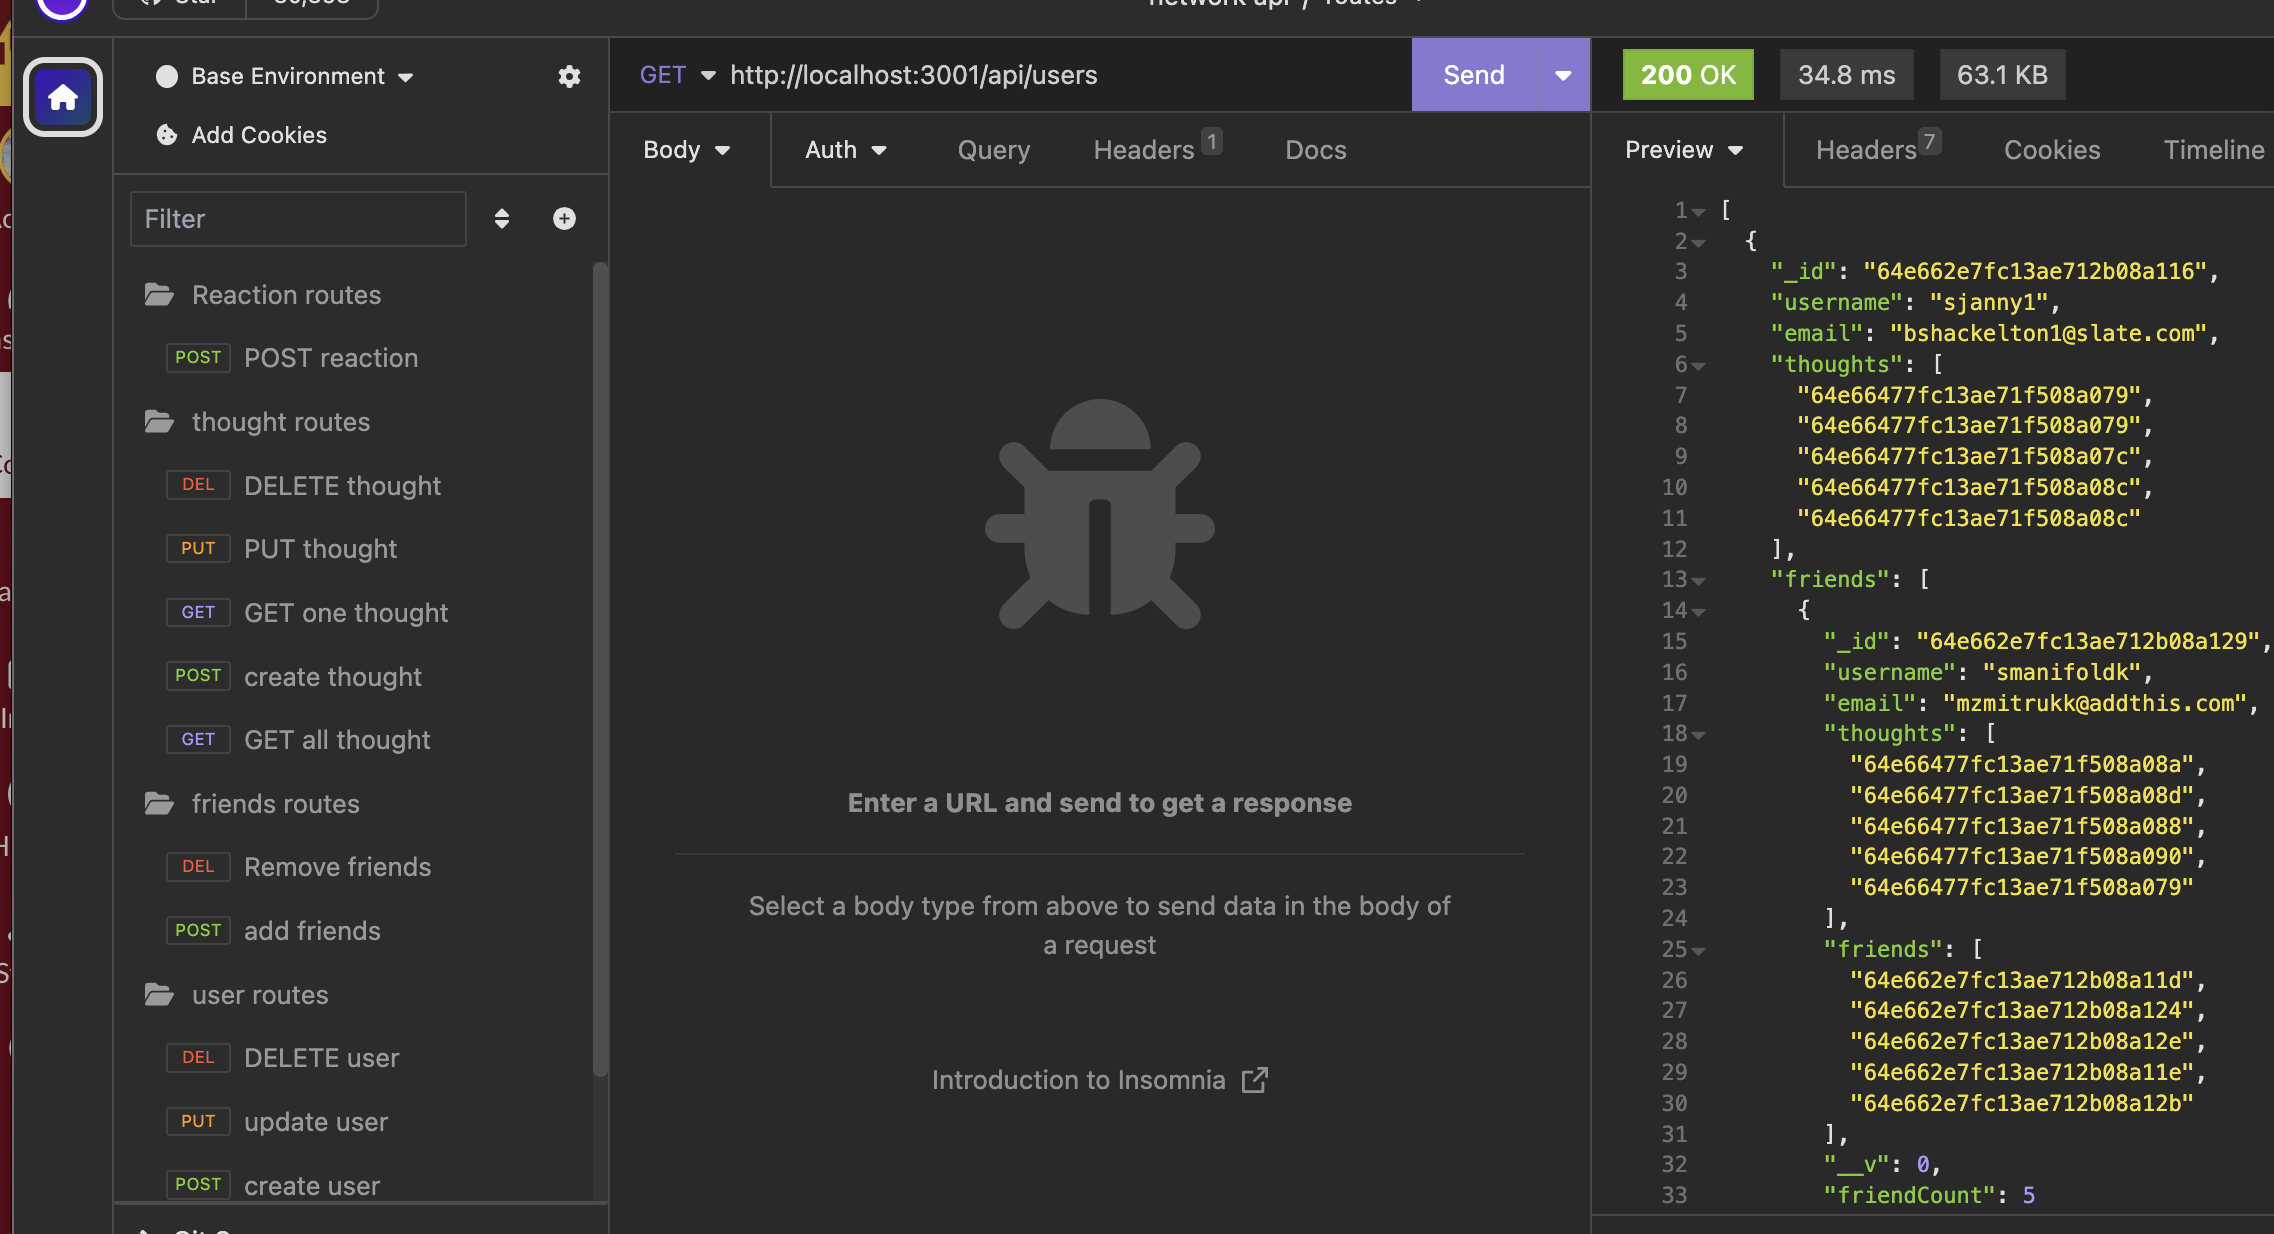 Star
network-api / routes
Base Environment
Add Cookies
Filter
Reaction routes
POST POST reaction
thought routes
DEL DELETE thought
PUT PUT thought
GET GET one thought
POST create thought
GET GET all thought
friends routes
DEL Remove friends
POST add friends
user routes
DEL DELETE user
PUT update user
POST create user
GET http://localhost:3001/api/users
Send
Body
Auth
Query
Headers 1
Docs
Enter a URL and send to get a response
Select a body type from above to send data in the body of
a request
Introduction to Insomnia
200 OK
34.8 ms
63.1 KB
Preview
Headers 7
Cookies
Timeline
1 [
2 {
3 "_id": "64e662e7fc13ae712b08a116",
4 "username": "sjanny1",
5 "email": "bshackelton1@slate.com",
6 "thoughts": [
7 "64e66477fc13ae71f508a079",
8 "64e66477fc13ae71f508a079",
9 "64e66477fc13ae71f508a07c",
10 "64e66477fc13ae71f508a08c",
11 "64e66477fc13ae71f508a08c"
12 ],
13 "friends": [
14 {
15 "_id": "64e662e7fc13ae712b08a129",
16 "username": "smanifoldk",
17 "email": "mzmitrukk@addthis.com",
18 "thoughts": [
19 "64e66477fc13ae71f508a08a",
20 "64e66477fc13ae71f508a08d",
21 "64e66477fc13ae71f508a088",
22 "64e66477fc13ae71f508a090",
23 "64e66477fc13ae71f508a079"
24 ],
25 "friends": [
26 "64e662e7fc13ae712b08a11d",
27 "64e662e7fc13ae712b08a124",
28 "64e662e7fc13ae712b08a12e",
29 "64e662e7fc13ae712b08a11e",
30 "64e662e7fc13ae712b08a12b"
31 ],
32 "__v": 0,
33 "friendCount": 5